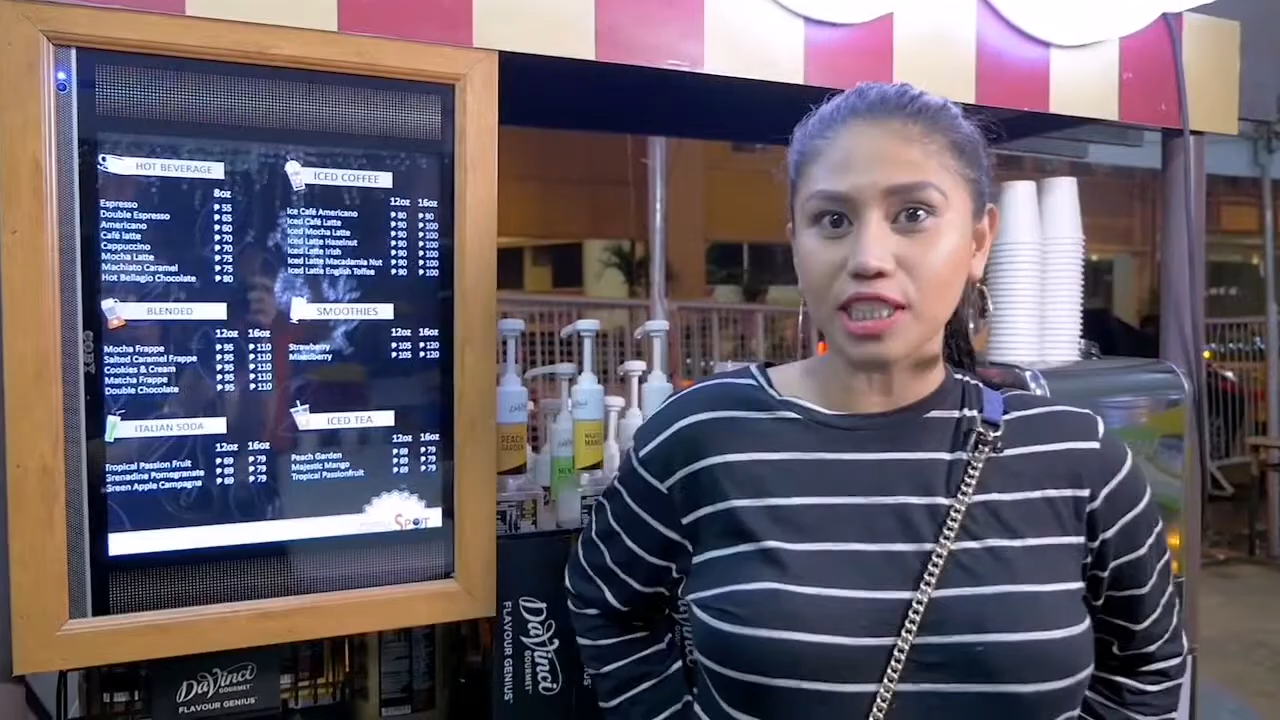 HOT BEVERAGE
8oz
Espresso ₱ 55
Double Espresso ₱ 65
Americano ₱ 60
Café latte ₱ 70
Cappuccino ₱ 70
Mocha Latte ₱ 75
Machiato Caramel ₱ 75
Hot Bellagio Chocolate ₱ 80
ICED COFFEE
12oz 16oz
Ice Café Americano ₱ 80 ₱ 90
Iced Café Latte ₱ 90 ₱ 100
Iced Mocha Latte ₱ 90 ₱ 100
Iced Latte Hazelnut ₱ 90 ₱ 100
Iced Latte Irish ₱ 90 ₱ 100
Iced Latte Macadamia Nut ₱ 90 ₱ 100
Iced Latte English Toffee ₱ 90 ₱ 100
BLENDED
12oz 16oz
Mocha Frappe ₱ 95 ₱ 110
Salted Caramel Frappe ₱ 95 ₱ 110
Cookies & Cream ₱ 95 ₱ 110
Matcha Frappe ₱ 95 ₱ 110
Double Chocolate ₱ 95 ₱ 110
SMOOTHIES
12oz 16oz
Strawberry ₱ 105 ₱ 120
Mixedberry ₱ 105 ₱ 120
ITALIAN SODA
12oz 16oz
Tropical Passion Fruit ₱ 69 ₱ 79
Grenadine Pomegranate ₱ 69 ₱ 79
Green Apple Campagna ₱ 69 ₱ 79
ICED TEA
12oz 16oz
Peach Garden ₱ 69 ₱ 79
Majestic Mango ₱ 69 ₱ 79
Tropical Passionfruit ₱ 69 ₱ 79
SPOT
PEACH
GARDEN
DaVinci
GOURMET
FLAVOUR GENIUS
DaVinci
GOURMET
FLAVOUR GENIUS